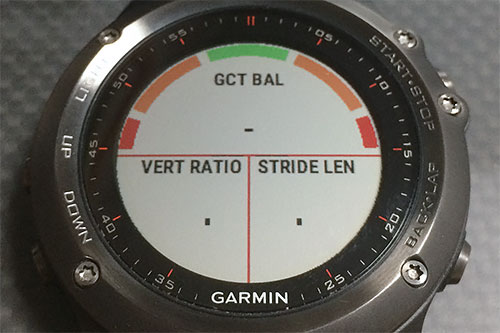 GCT BAL
-
VERT RATIO STRIDE LEN
- -
GARMIN
LIGHT
UP
DOWN
START·STOP
BACK·LAP
55
50
45
40
35
25
20
15
10
05